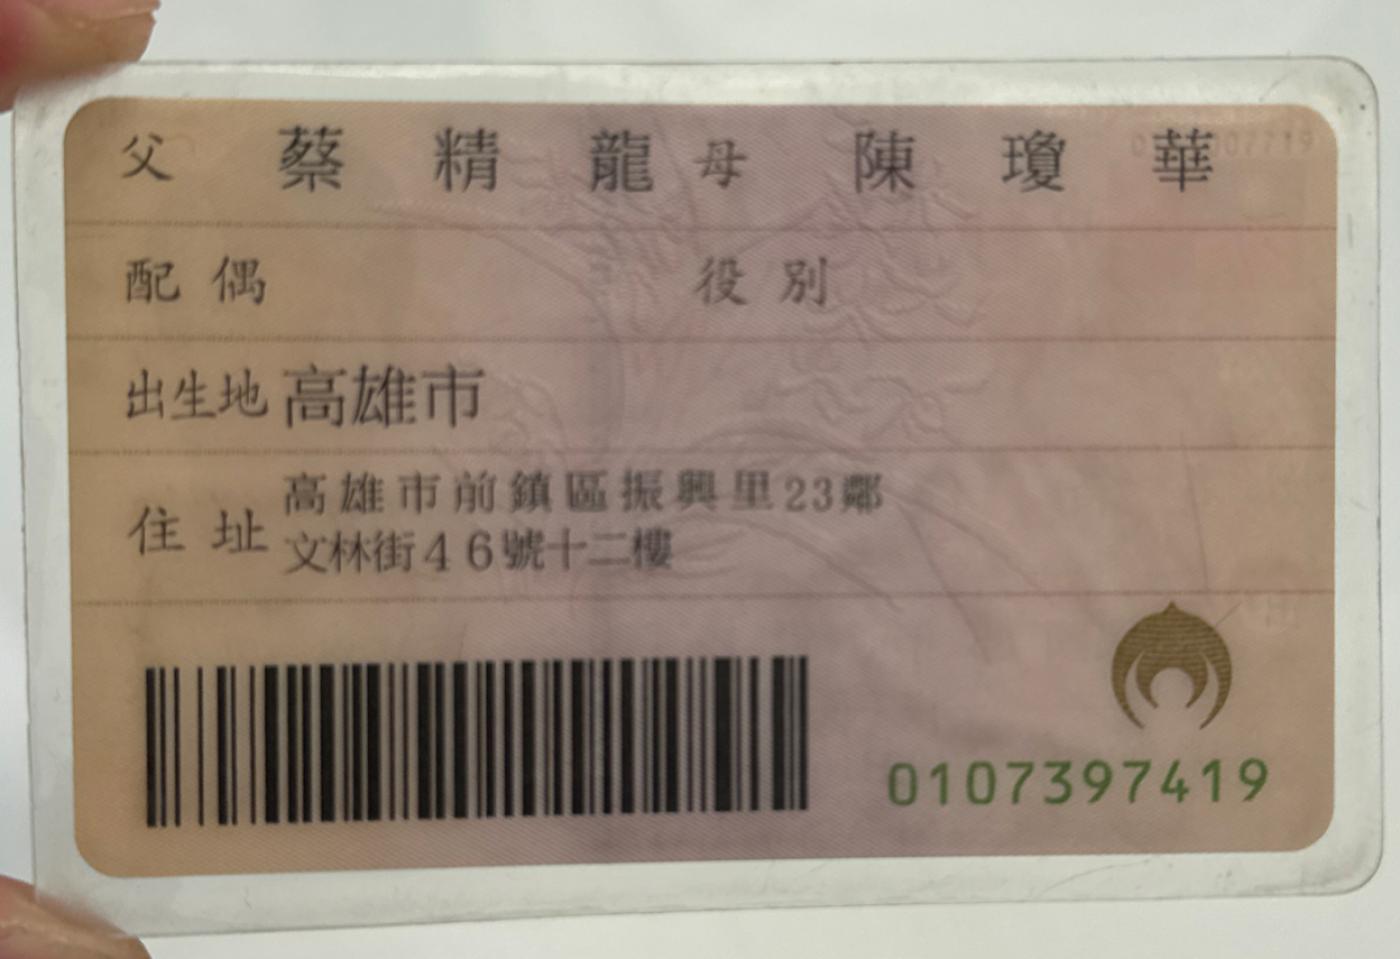 父 蔡精龍 母 陳瓊華
配偶 役別
出生地 高雄市
住址 高雄市前鎮區振興里23鄰
文林街46號十二樓
0107397419